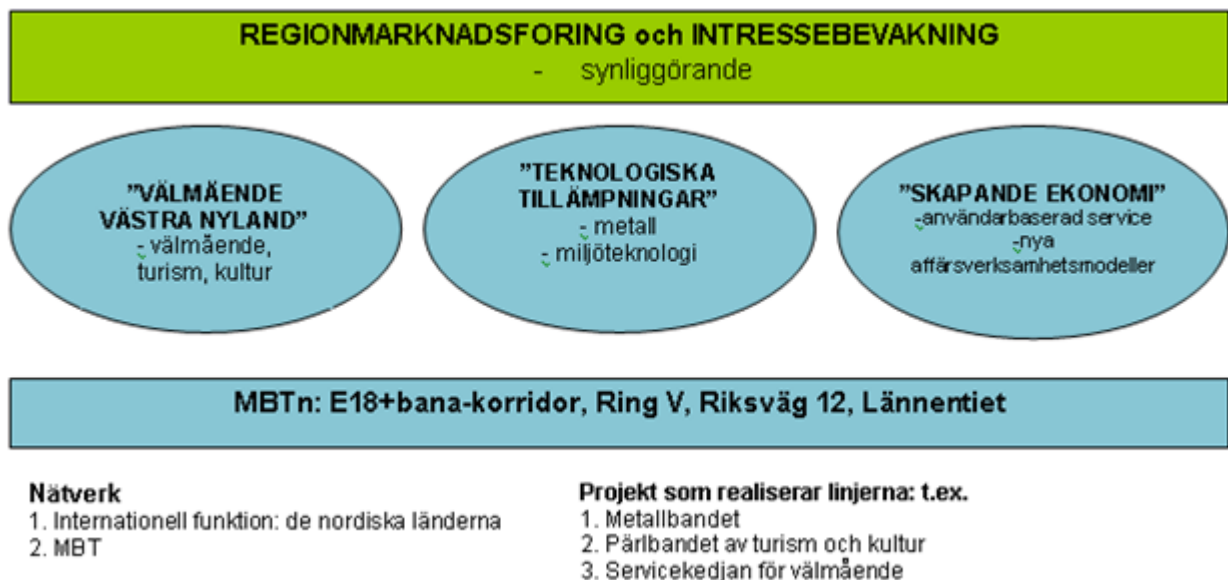 REGIONMARKNADSFORING och INTRESSEBEVAKNING
- synliggörande
"VÄLMÅENDE
VÄSTRA NYLAND"
- välmående,
turism, kultur
"TEKNOLOGISKA
TILLÄMPNINGAR"
- metall
- miljöteknologi
"SKAPANDE EKONOMI"
-användarbaserad service
-nya
affärsverksamhetsmodeller
MBTn: E18+bana-korridor, Ring V, Riksväg 12, Lännentiet
Nätverk
1. Internationell funktion: de nordiska länderna
2. MBT
Projekt som realiserar linjerna: t.ex.
1. Metallbandet
2. Pärlbandet av turism och kultur
3. Servicekedjan för välmående